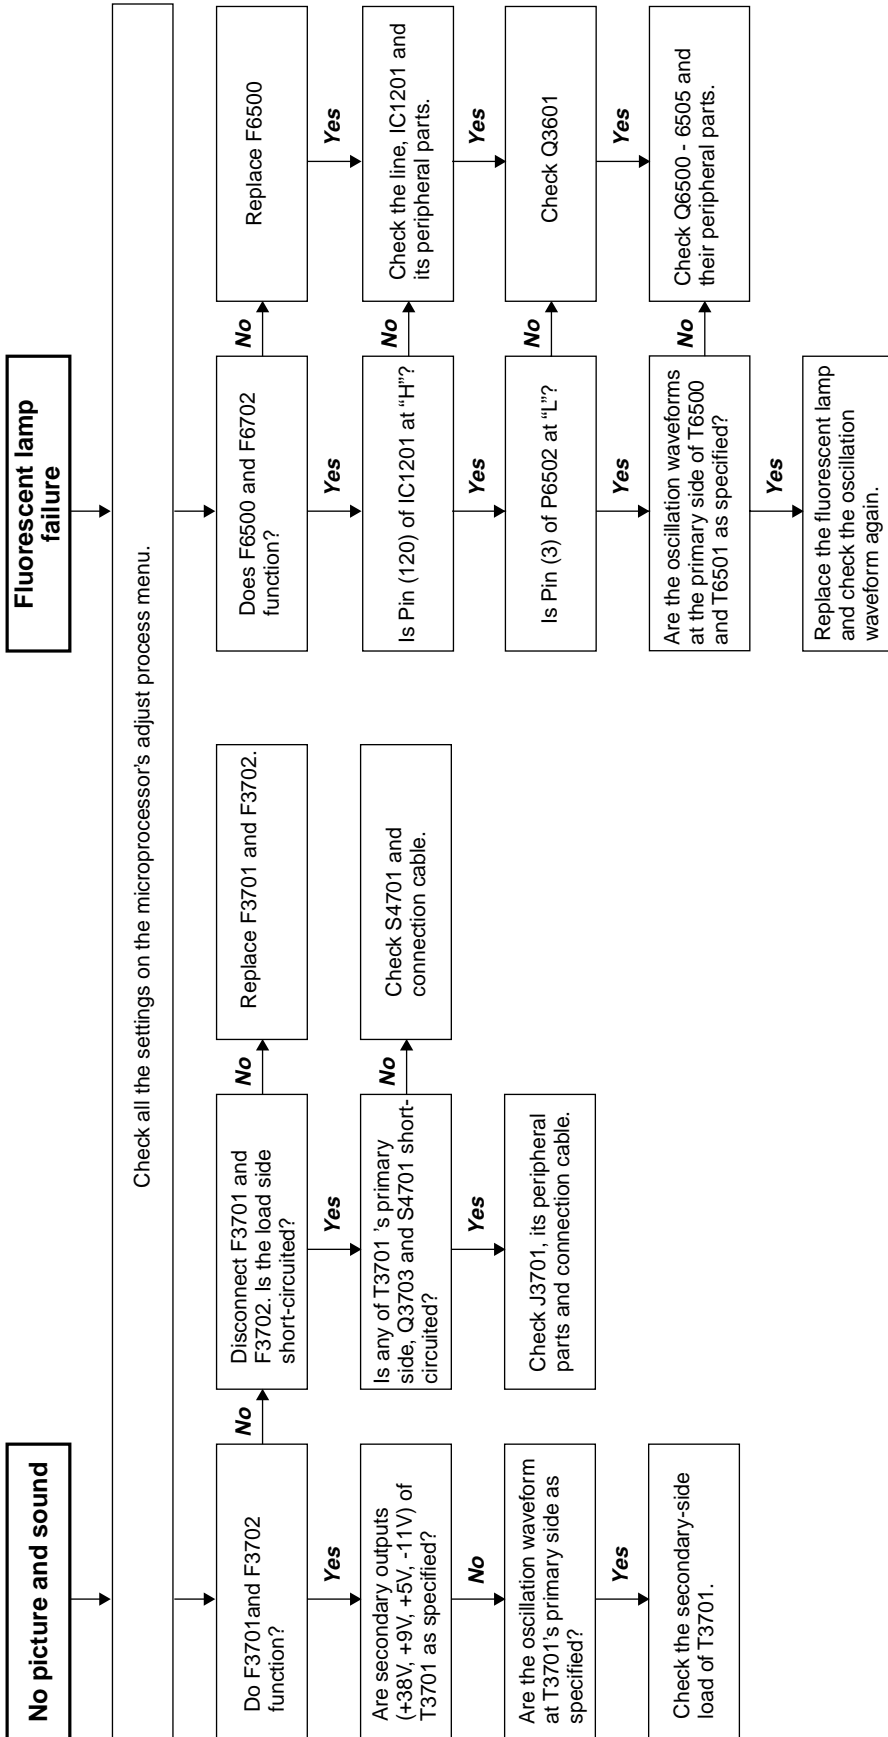 No picture and sound
Fluorescent lamp
failure
Check all the settings on the microprocessor's adjust process menu.
Do F3701and F3702
function?
No
Disconnect F3701 and
F3702. Is the load side
short-circuited?
No
Replace F3701 and F3702.
Yes
Yes
Are secondary outputs
(+38V, +9V, +5V, -11V) of
T3701 as specified?
Is any of T3701 's primary
side, Q3703 and S4701 short-
circuited?
No
Check S4701 and
connection cable.
No
Yes
Are the oscillation waveform
at T3701's primary side as
specified?
Check J3701, its peripheral
parts and connection cable.
Yes
Check the secondary-side
load of T3701.
Does F6500 and F6702
function?
No
Replace F6500
Yes
Yes
Is Pin (120) of IC1201 at “H”?
No
Check the line, IC1201 and
its peripheral parts.
Yes
Yes
Is Pin (3) of P6502 at “L”?
No
Check Q3601
Yes
Yes
Are the oscillation waveforms
at the primary side of T6500
and T6501 as specified?
No
Check Q6500 - 6505 and
their peripheral parts.
Yes
Replace the fluorescent lamp
and check the oscillation
waveform again.